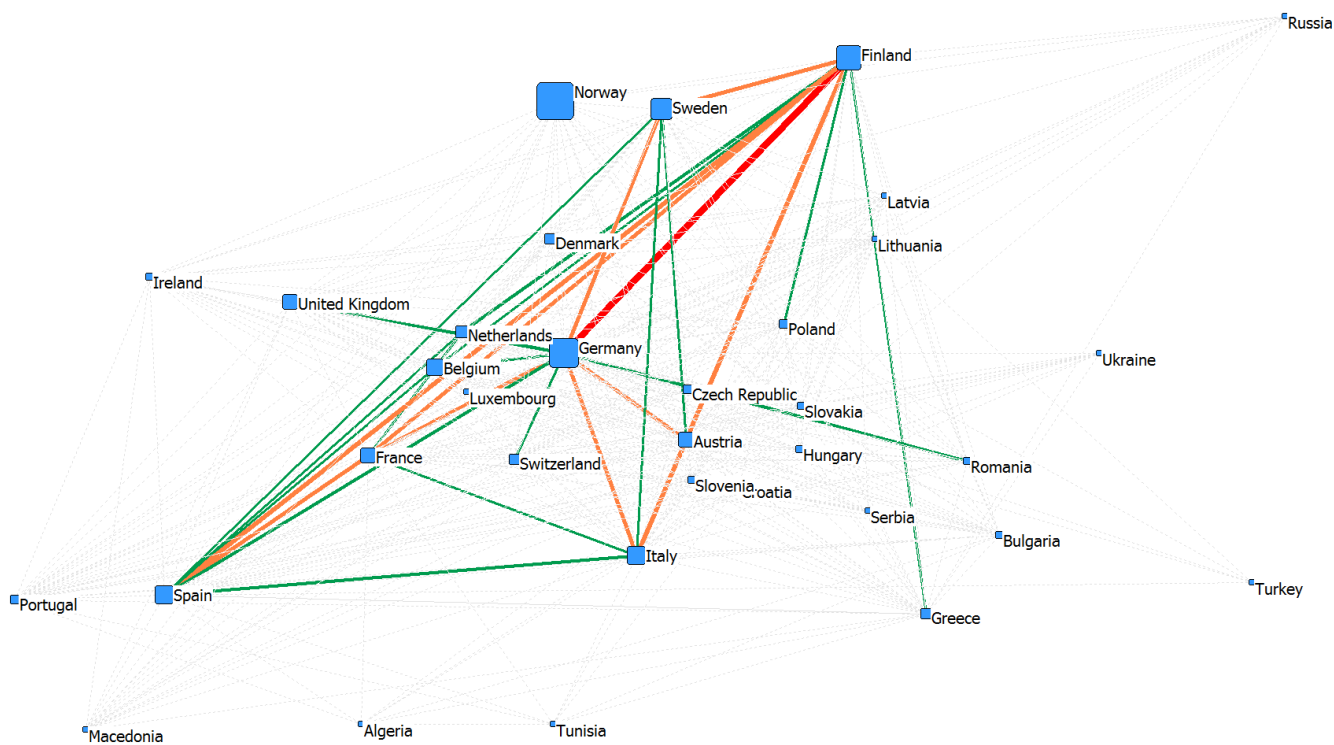 Russia
Finland
Norway
Sweden
Latvia
Denmark
Lithuania
Ireland
United Kingdom
Netherlands
Poland
Germany
Ukraine
Belgium
Czech Republic
Luxembourg
Slovakia
Austria
France
Switzerland
Hungary
Romania
Slovenia
Croatia
Serbia
Bulgaria
Italy
Turkey
Spain
Portugal
Greece
Macedonia
Algeria
Tunisia